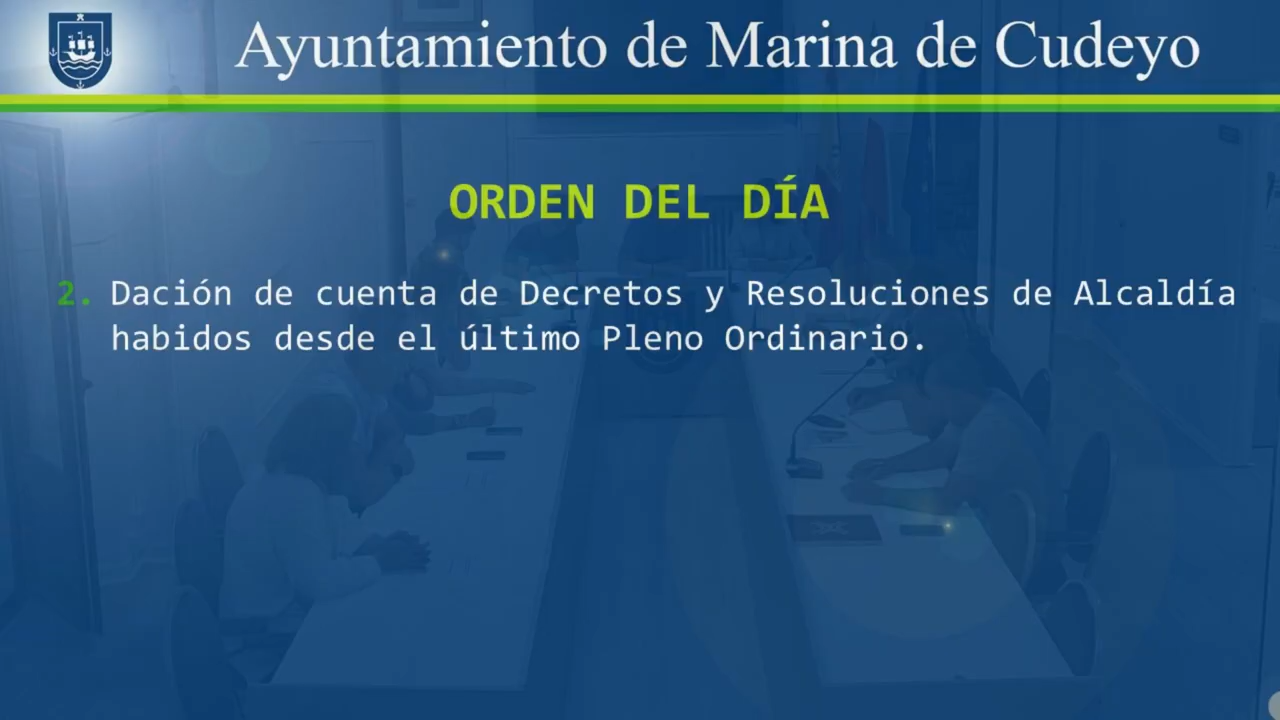 Ayuntamiento de Marina de Cudeyo
ORDEN DEL DÍA
2. Dación de cuenta de Decretos y Resoluciones de Alcaldía
habidos desde el último Pleno Ordinario.